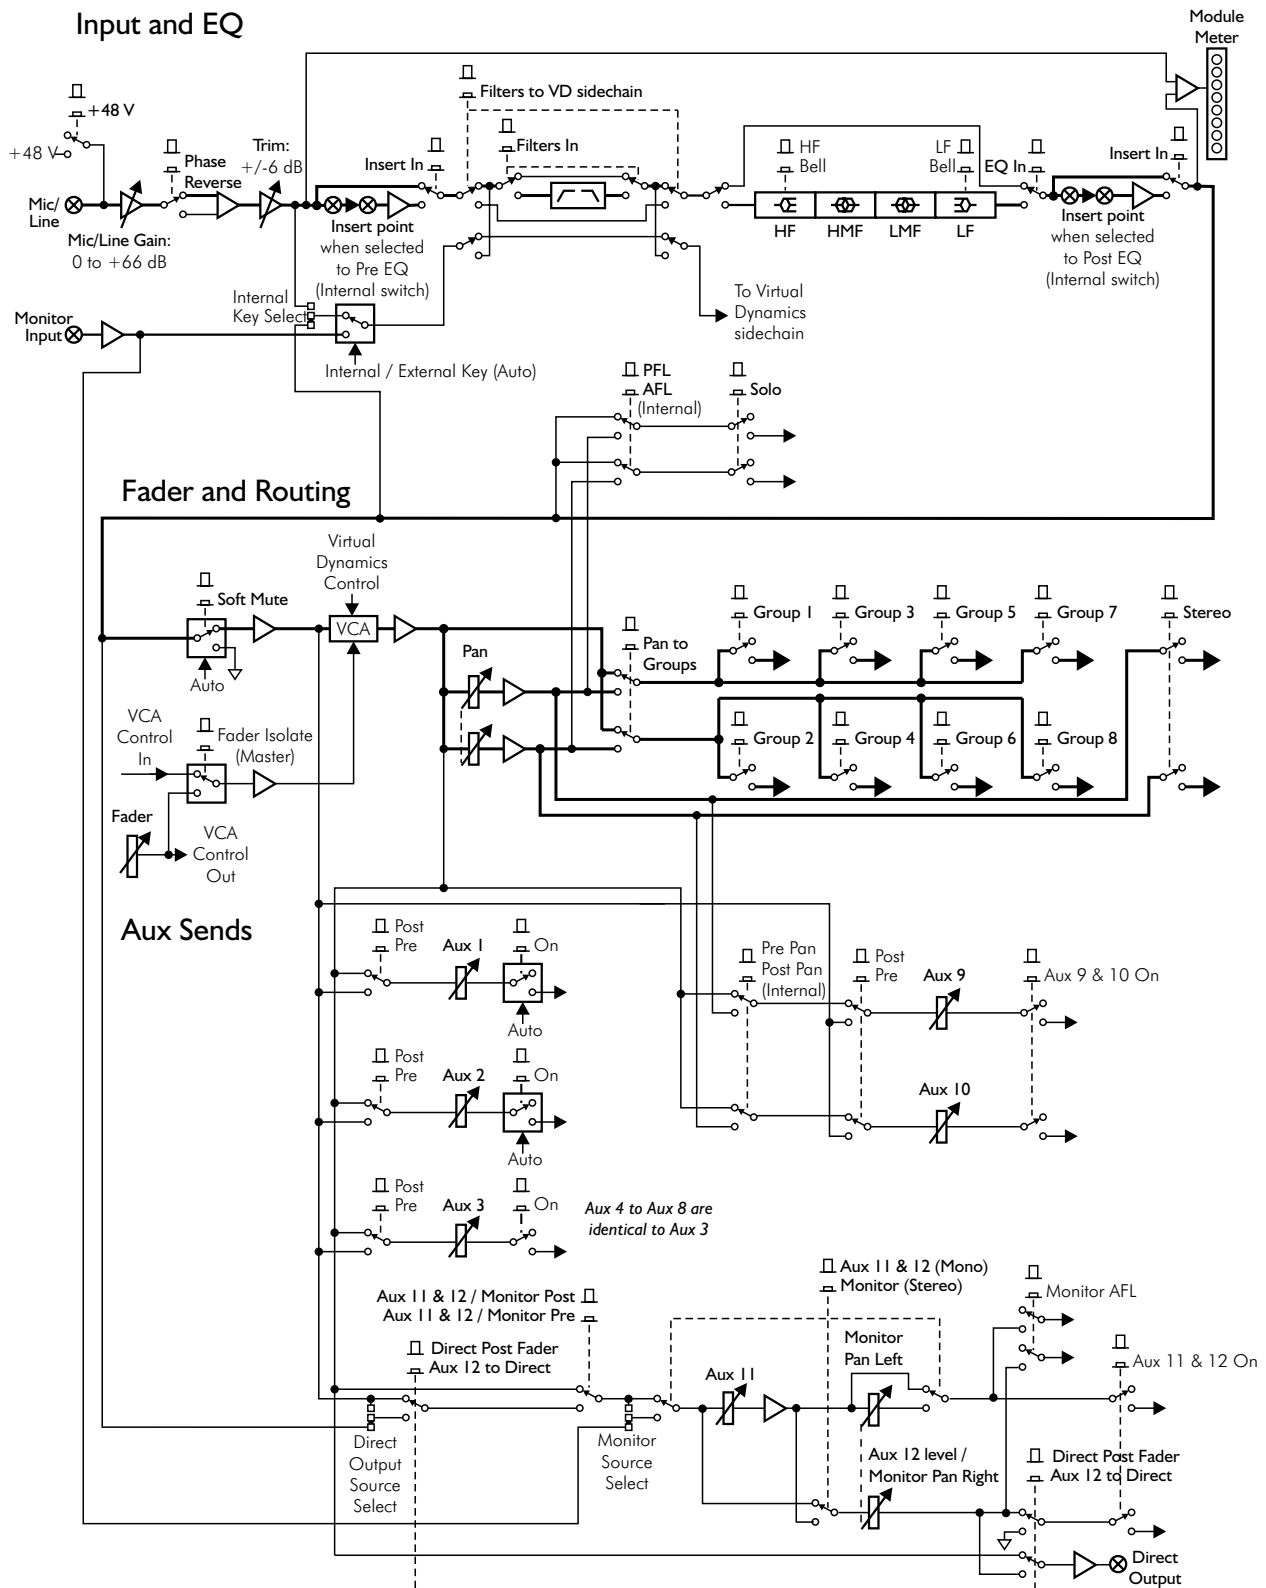 Input and EQ
Module
Meter
+48 V
+48 V
Filters to VD sidechain
Phase
Reverse
Trim:
+/-6 dB
Insert In
Filters In
HF
Bell
LF
Bell
EQ In
Insert In
Mic/
Line
Mic/Line Gain:
0 to +66 dB
Insert point
when selected
to Pre EQ
(Internal switch)
HF
HMF
LMF
LF
Insert point
when selected
to Post EQ
(Internal switch)
Internal
Key Select
Monitor
Input
To Virtual
Dynamics
sidechain
Internal / External Key (Auto)
PFL
AFL
(Internal)
Solo
Fader and Routing
Virtual
Dynamics
Control
Soft Mute
VCA
Auto
Pan
Pan to
Groups
Group 1
Group 3
Group 5
Group 7
Stereo
VCA
Control
In
Fader Isolate
(Master)
Group 2
Group 4
Group 6
Group 8
Fader
VCA
Control
Out
Aux Sends
Post
Pre
Aux 1
On
Auto
Pre Pan
Post Pan
(Internal)
Post
Pre
Aux 9
Aux 9 & 10 On
Post
Pre
Aux 2
On
Auto
Aux 10
Post
Pre
Aux 3
On
Aux 4 to Aux 8 are
identical to Aux 3
Aux 11 & 12 / Monitor Post
Aux 11 & 12 / Monitor Pre
Aux 11 & 12 (Mono)
Monitor (Stereo)
Monitor AFL
Direct Post Fader
Aux 12 to Direct
Monitor
Pan Left
Aux 11
Aux 11 & 12 On
Direct
Output
Source
Select
Monitor
Source
Select
Aux 12 level /
Monitor Pan Right
Direct Post Fader
Aux 12 to Direct
Direct
Output